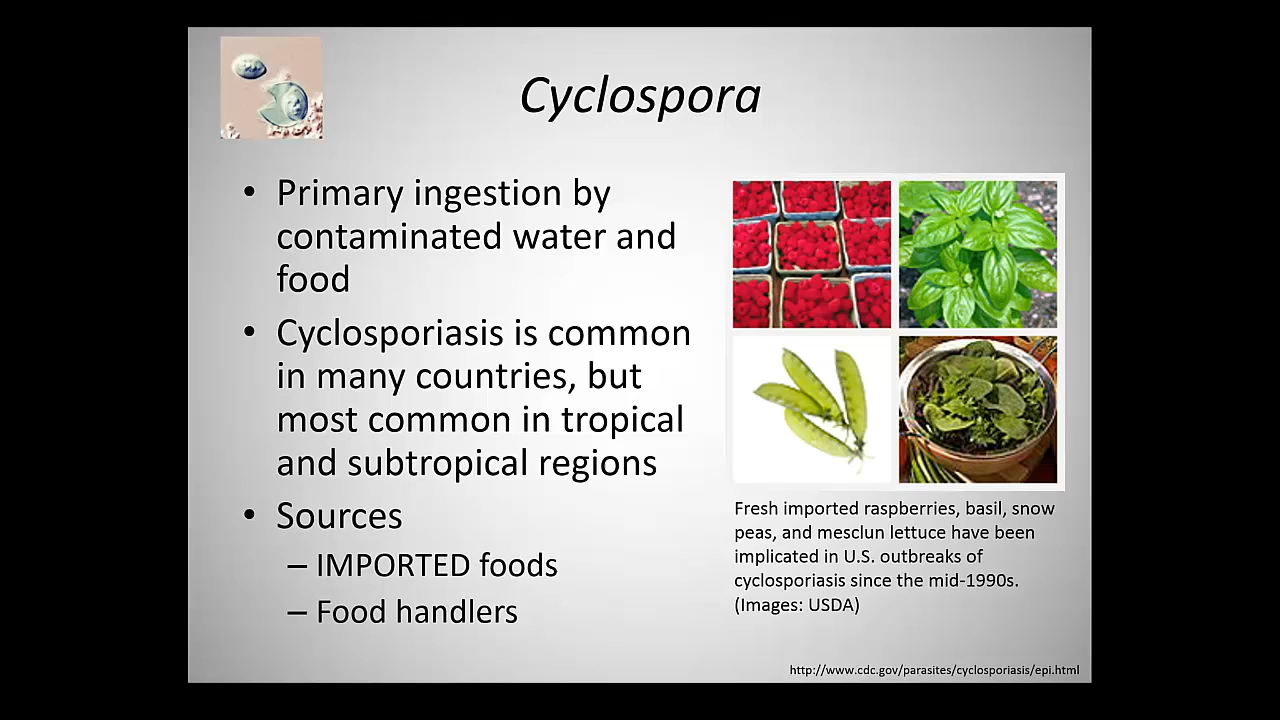 Cyclospora
• Primary ingestion by
contaminated water and
food
• Cyclosporiasis is common
in many countries, but
most common in tropical
and subtropical regions
• Sources
– IMPORTED foods
– Food handlers
Fresh imported raspberries, basil, snow
peas, and mesclun lettuce have been
implicated in U.S. outbreaks of
cyclosporiasis since the mid-1990s.
(Images: USDA)
http://www.cdc.gov/parasites/cyclosporiasis/epi.html